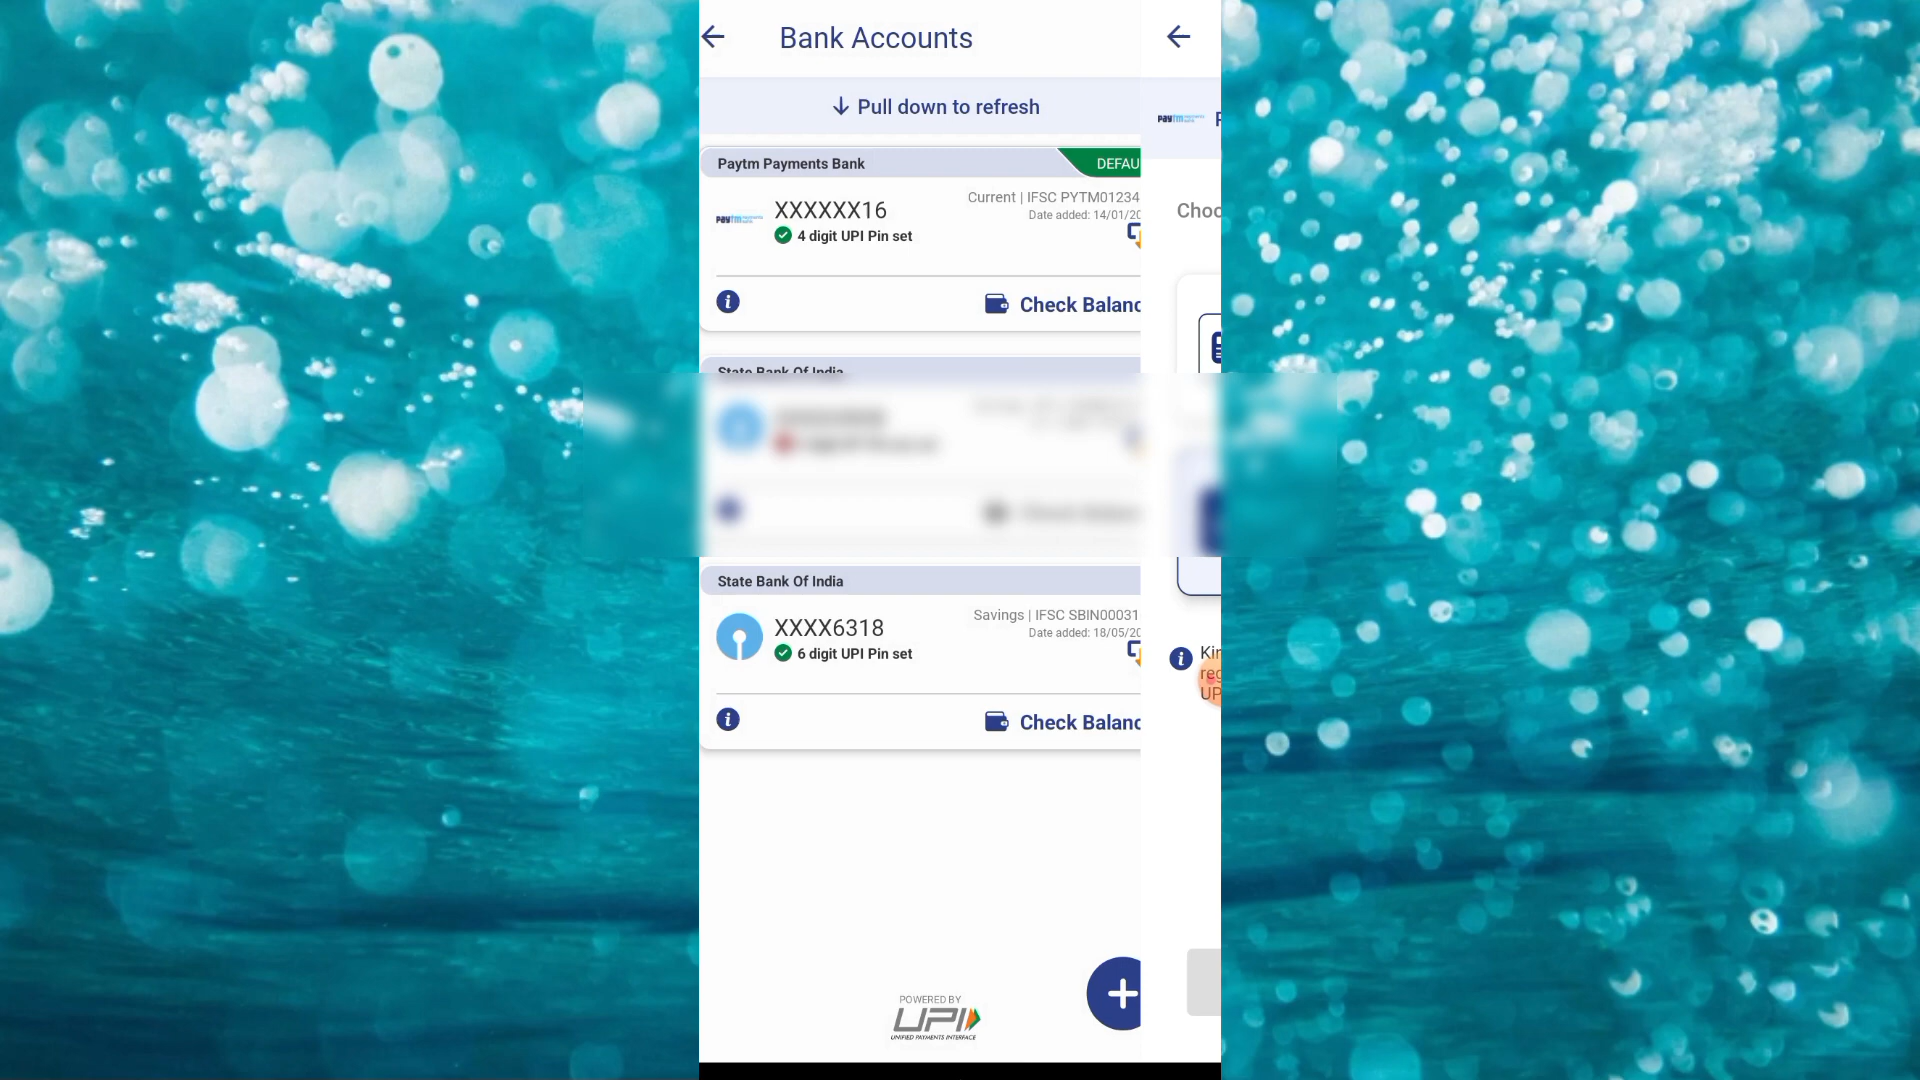 Bank Accounts
Pull down to refresh
Paytm Payments Bank
DEFAU
Current | IFSC PYTM01234
XXXXXX16
Date added: 14/01/20
4 digit UPI Pin set
Check Balanc
State Bank Of India
State Bank Of India
Savings | IFSC SBIN00031
XXXX6318
Date added: 18/05/20
6 digit UPI Pin set
Check Balanc
POWERED BY
UPI
UNIFIED PAYMENTS INTERFACE
paytm
Choo
Kin
reg
UP